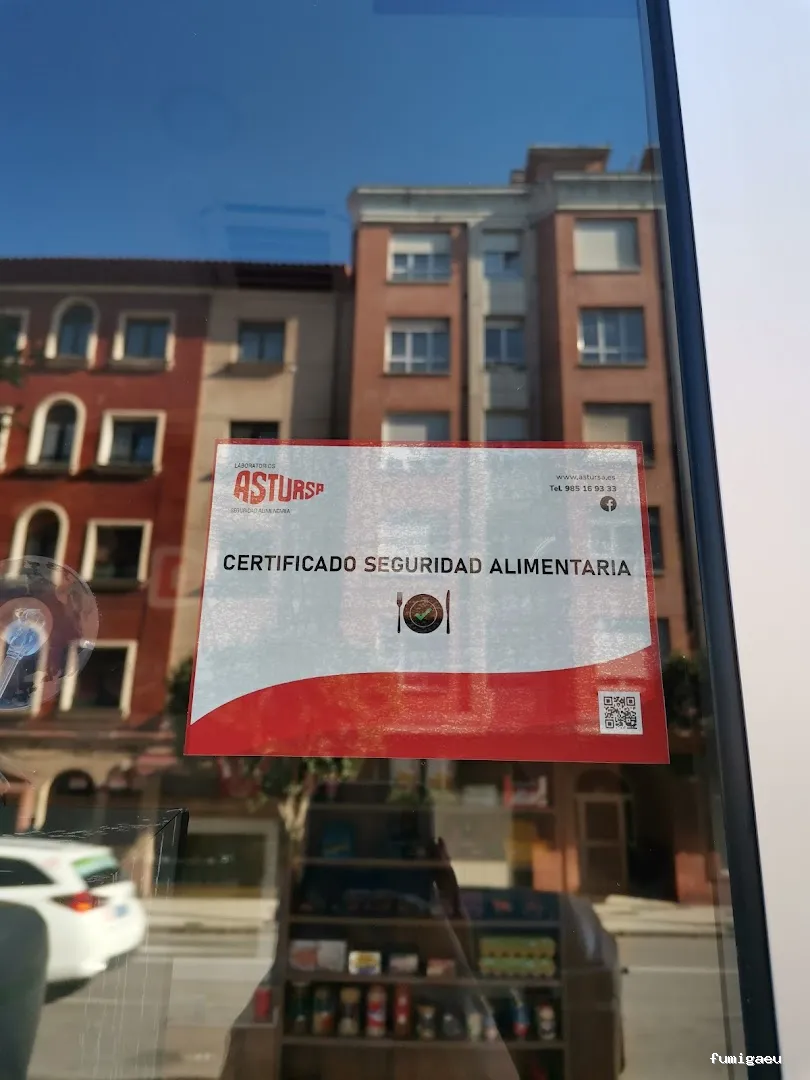 LABORATORIOS
ASTURSA
SEGURIDAD ALIMENTARIA
www.astursa.es
Tel. 985 16 93 33
CERTIFICADO SEGURIDAD ALIMENTARIA
fumigaeu